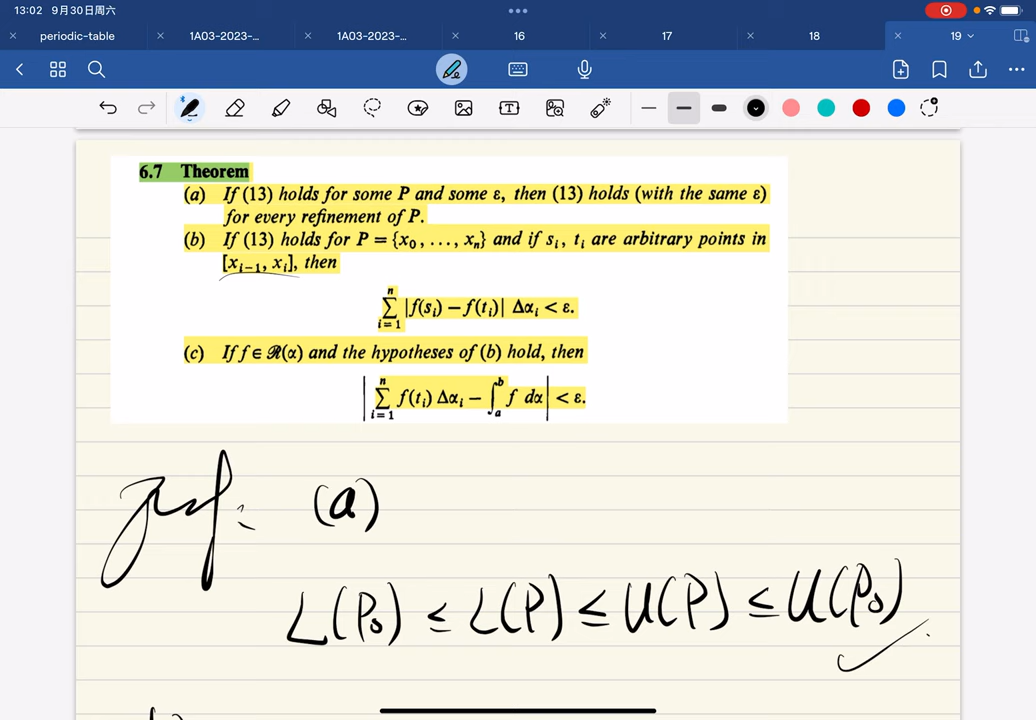 13:02 9月30日周六
periodic-table 1A03-2023-... 1A03-2023-... 16 17 18 19
6.7 Theorem
(a) If (13) holds for some P and some ε, then (13) holds (with the same ε)
for every refinement of P.
(b) If (13) holds for P = {x₀, ..., xₙ} and if sᵢ, tᵢ are arbitrary points in
[xᵢ₋₁, xᵢ], then
∑ᵢ₌₁ⁿ |f(sᵢ) − f(tᵢ)| Δαᵢ < ε.
(c) If f ∈ ℛ(α) and the hypotheses of (b) hold, then
|∑ᵢ₌₁ⁿ f(tᵢ) Δαᵢ − ∫ₐᵇ f dα| < ε.
(a)
L(P₀) ≤ L(P) ≤ U(P) ≤ U(P₀)